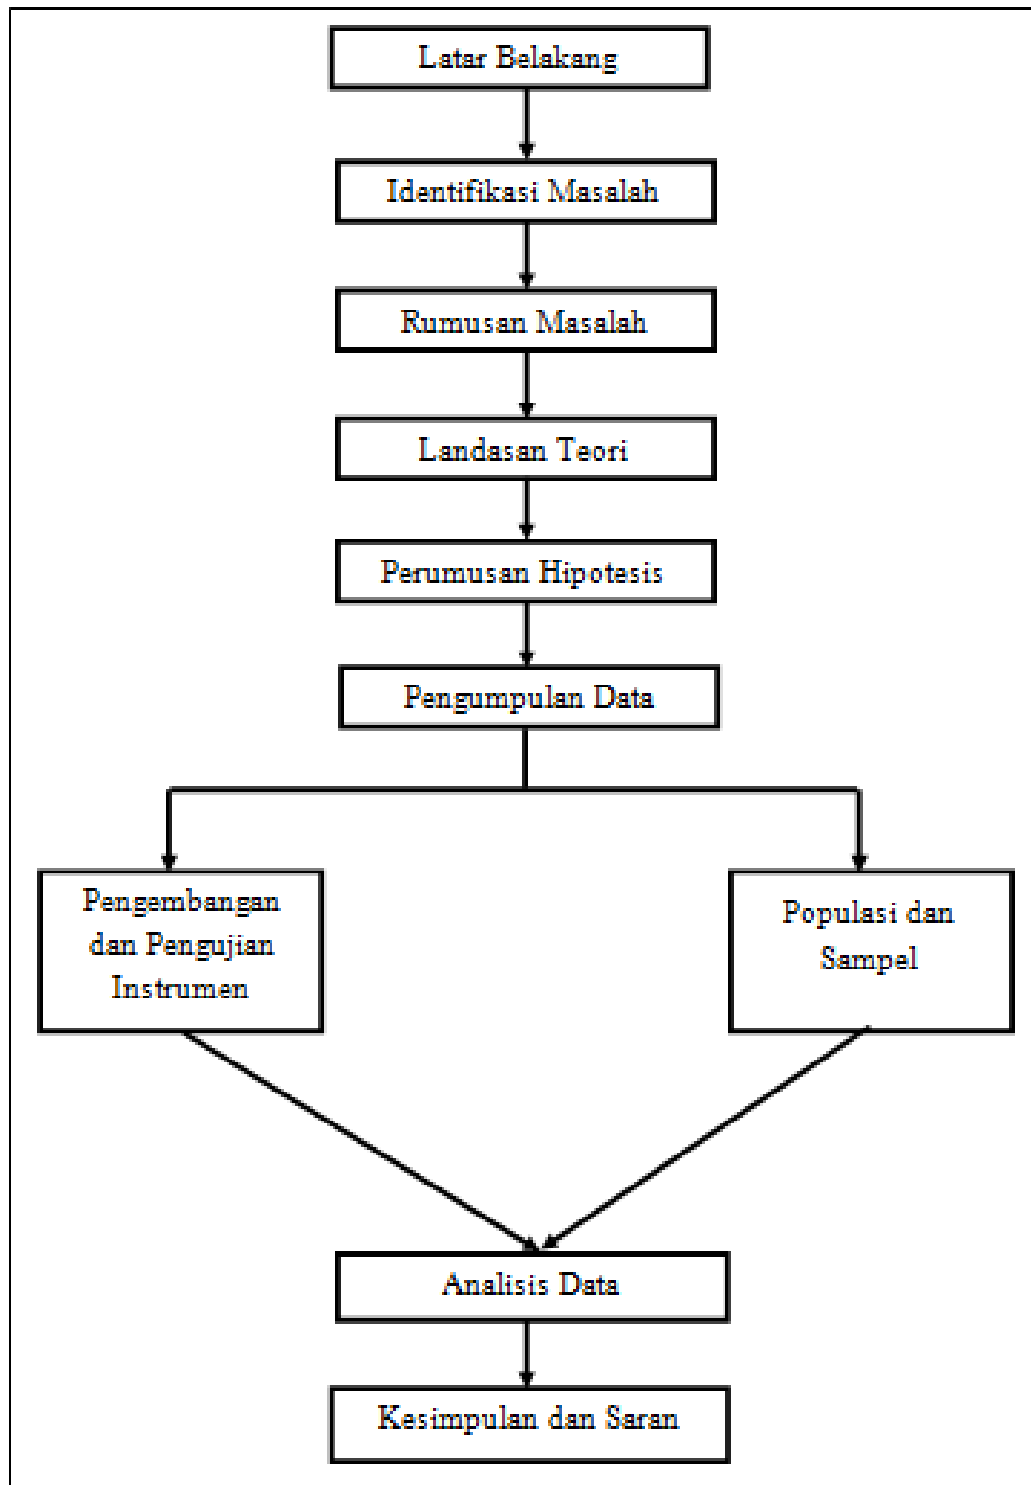 Latar Belakang
Identifikasi Masalah
Rumusan Masalah
Landasan Teori
Perumusan Hipotesis
Pengumpulan Data
Pengembangan
dan Pengujian
Instrumen
Populasi dan
Sampel
Analisis Data
Kesimpulan dan Saran